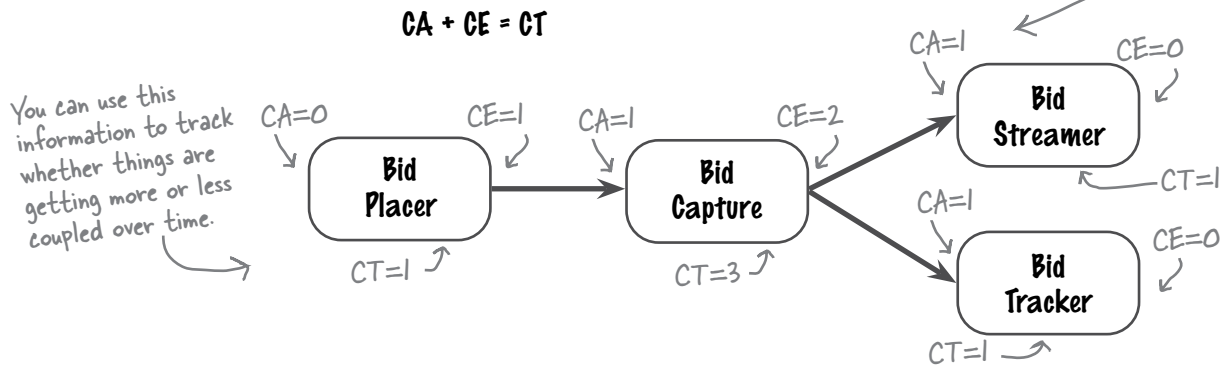 CA + CE = CT
You can use this
information to track
whether things are
getting more or less
coupled over time.
CA=0
CE=1
Bid
Placer
CT=1
CA=1
CE=2
Bid
Capture
CT=3
CA=1
CE=0
Bid
Streamer
CT=1
CA=1
CE=0
Bid
Tracker
CT=1